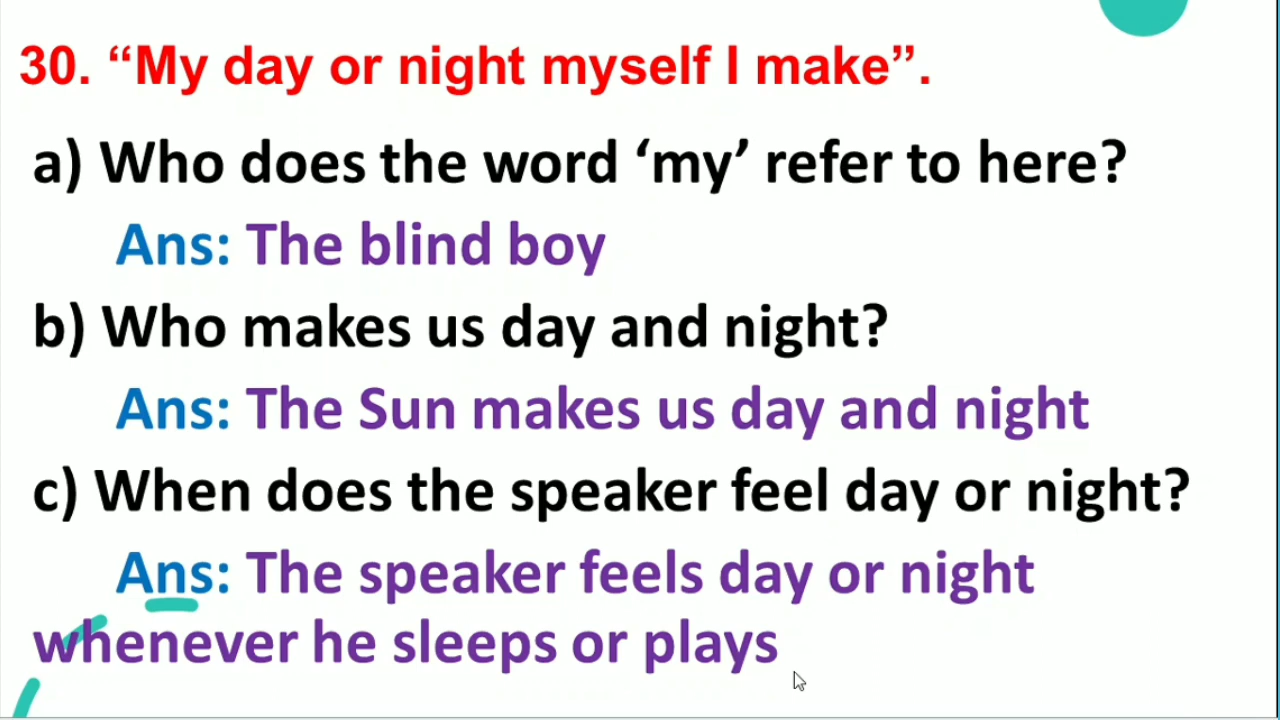 30. “My day or night myself I make”.
a) Who does the word ‘my’ refer to here?
Ans: The blind boy
b) Who makes us day and night?
Ans: The Sun makes us day and night
c) When does the speaker feel day or night?
Ans: The speaker feels day or night
whenever he sleeps or plays